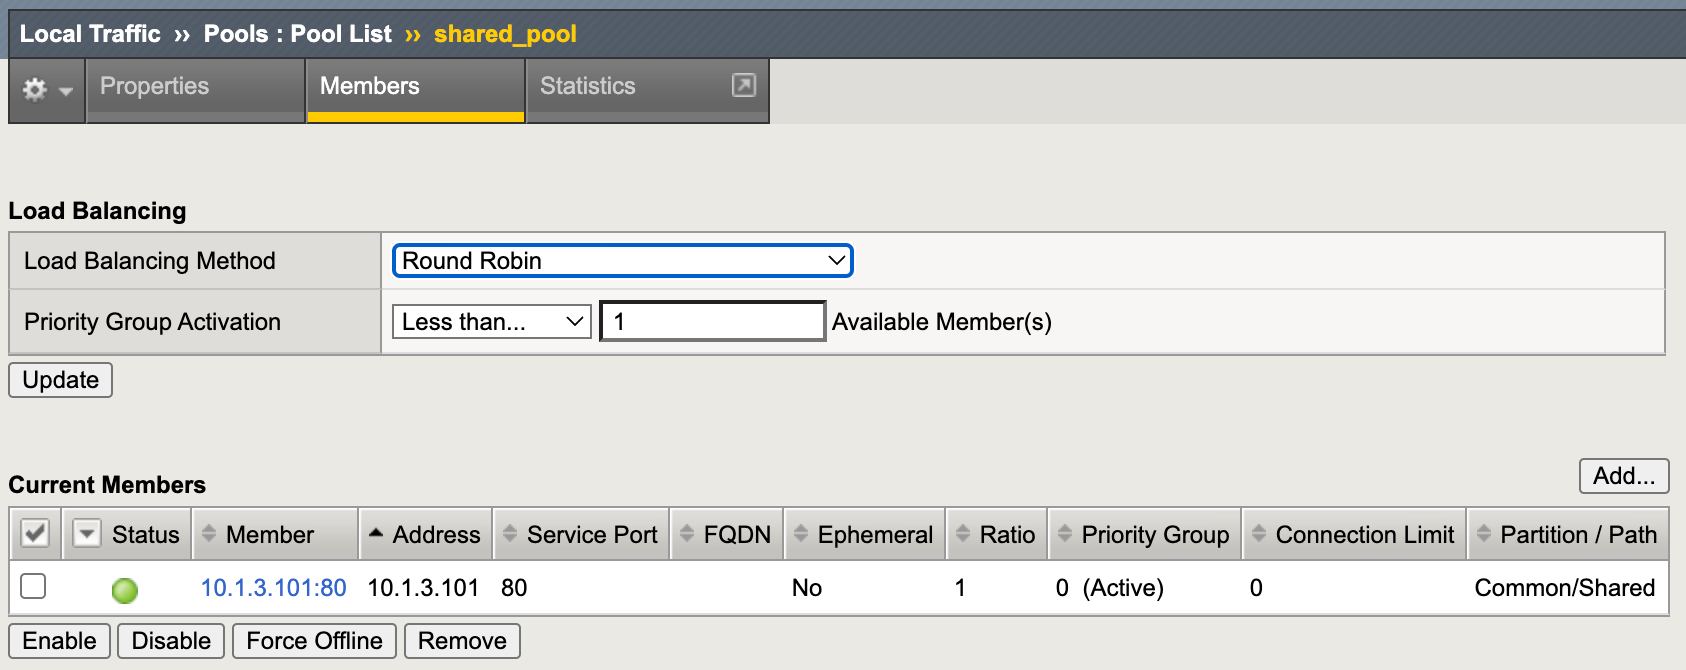 Local Traffic ›› Pools : Pool List ›› shared_pool
Properties Members Statistics
Load Balancing
Load Balancing Method Round Robin
Priority Group Activation Less than... 1 Available Member(s)
Update
Add...
Current Members
Status Member Address Service Port FQDN Ephemeral Ratio Priority Group Connection Limit Partition / Path
10.1.3.101:80 10.1.3.101 80 No 1 0 (Active) 0 Common/Shared
Enable Disable Force Offline Remove